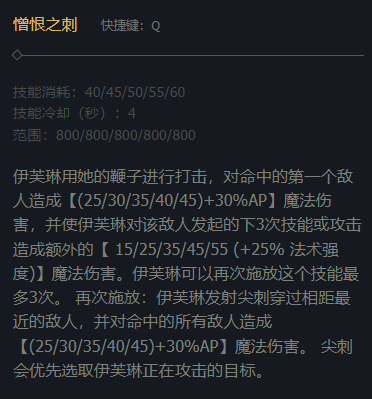 憎恨之刺 快捷键：Q
技能消耗：40/45/50/55/60
技能冷却（秒）：4
范围：800/800/800/800/800
伊芙琳用她的鞭子进行打击，对命中的第一个敌
人造成【(25/30/35/40/45)+30%AP】魔法伤
害，并使伊芙琳对该敌人发起的下3次技能或攻击
造成额外的【 15/25/35/45/55 (+25% 法术强
度)】魔法伤害。伊芙琳可以再次施放这个技能最
多3次。 再次施放：伊芙琳发射尖刺穿过相距最
近的敌人，并对命中的所有敌人造成
【(25/30/35/40/45)+30%AP】魔法伤害。 尖刺
会优先选取伊芙琳正在攻击的目标。